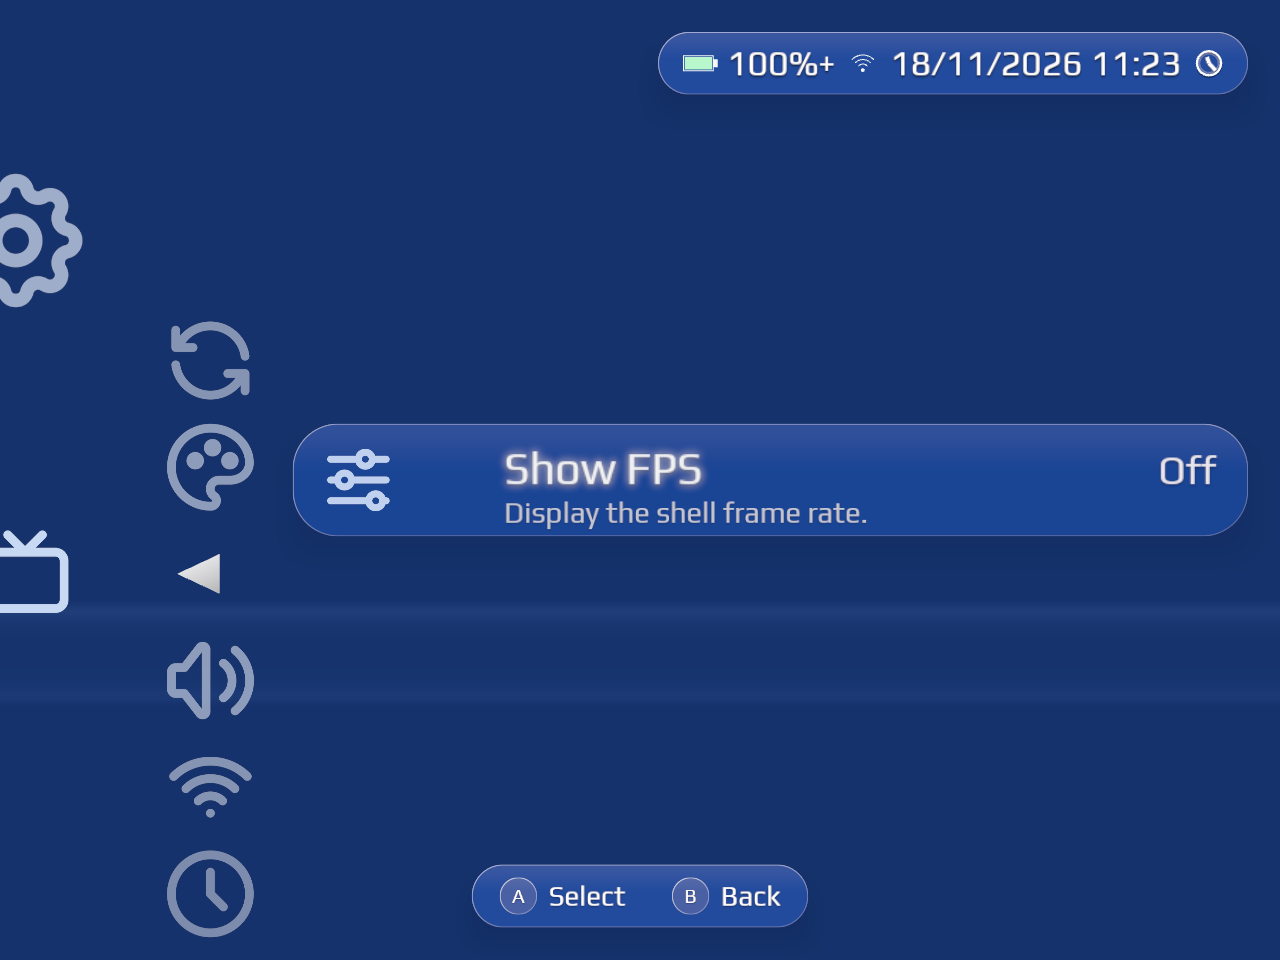 100%+ 18/11/2026 11:23
Show FPS
Off
Display the shell frame rate.
A Select B Back